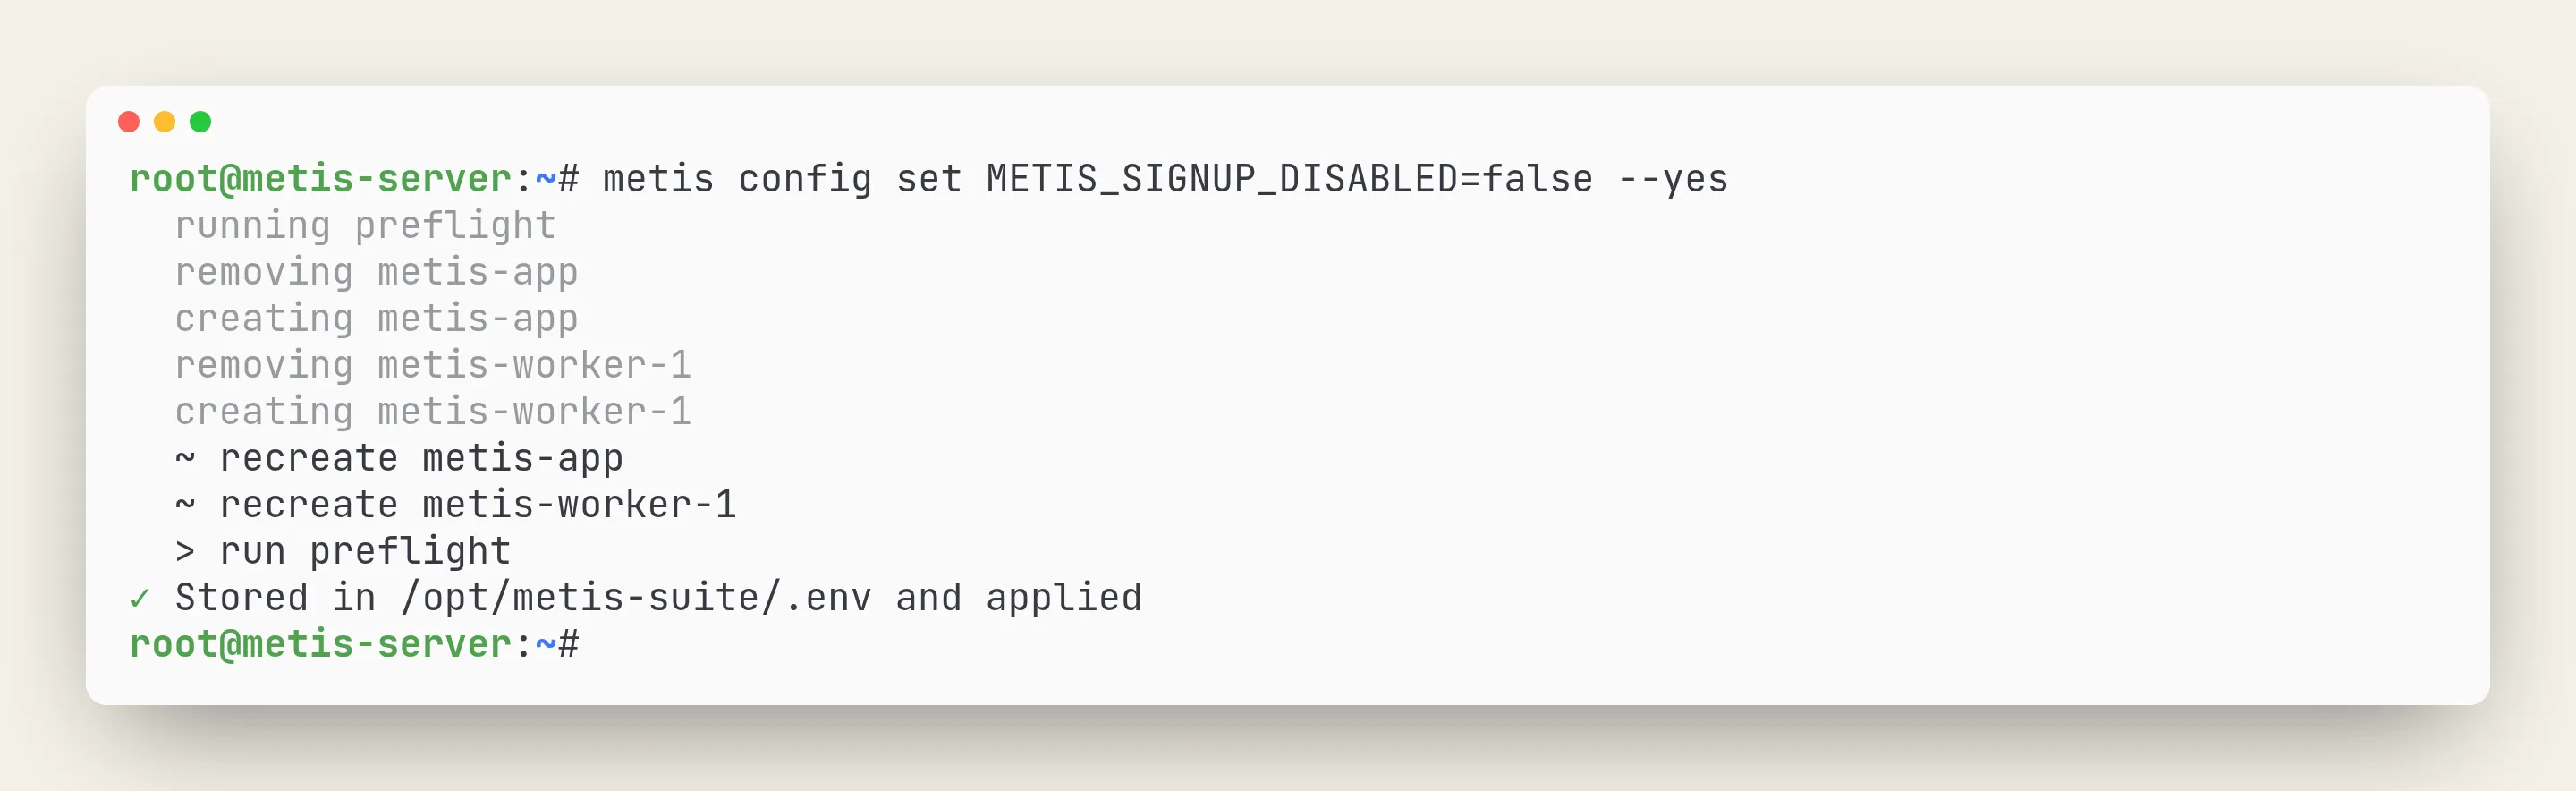 root@metis-server:~# metis config set METIS_SIGNUP_DISABLED=false --yes
  running preflight
  removing metis-app
  creating metis-app
  removing metis-worker-1
  creating metis-worker-1
  ~ recreate metis-app
  ~ recreate metis-worker-1
  > run preflight
✓ Stored in /opt/metis-suite/.env and applied
root@metis-server:~#